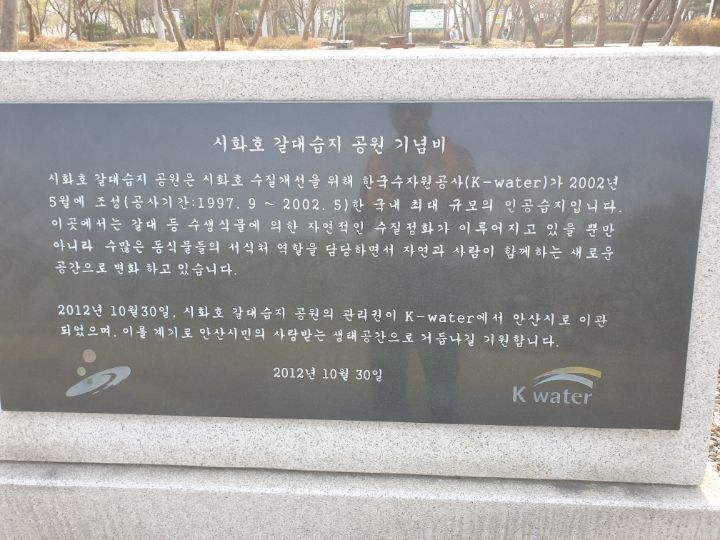 시화호 갈대습지 공원 기념비
시화호 갈대습지 공원은 시화호 수질개선을 위해 한국수자원공사(K-water)가 2002년
5월에 조성(공사기간:1997. 9 ~ 2002. 5)한 국내 최대 규모의 인공습지입니다.
이곳에서는 갈대 등 수생식물에 의한 자연적인 수질정화가 이루어지고 있을 뿐만
아니라 수많은 동식물들의 서식처 역할을 담당하면서 자연과 사람이 함께하는 새로운
공간으로 변화 하고 있습니다.
2012년 10월30일, 시화호 갈대습지 공원의 관리권이 K-water에서 안산시로 이관
되었으며, 이를 계기로 안산시민의 사랑받는 생태공간으로 거듭나길 기원합니다.
2012년 10월 30일
K water